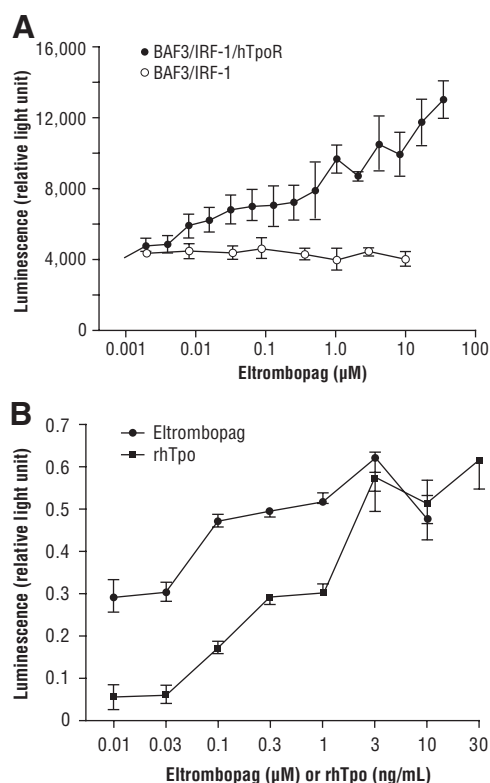 A
16,000
12,000
8,000
4,000
0
Luminescence (relative light unit)
BAF3/IRF-1/hTpoR
BAF3/IRF-1
0.001 0.01 0.1 1.0 10 100
Eltrombopag (µM)
B
0.7
0.6
0.5
0.4
0.3
0.2
0.1
0
Luminescence (relative light unit)
Eltrombopag
rhTpo
0.01 0.03 0.1 0.3 1 3 10 30
Eltrombopag (µM) or rhTpo (ng/mL)